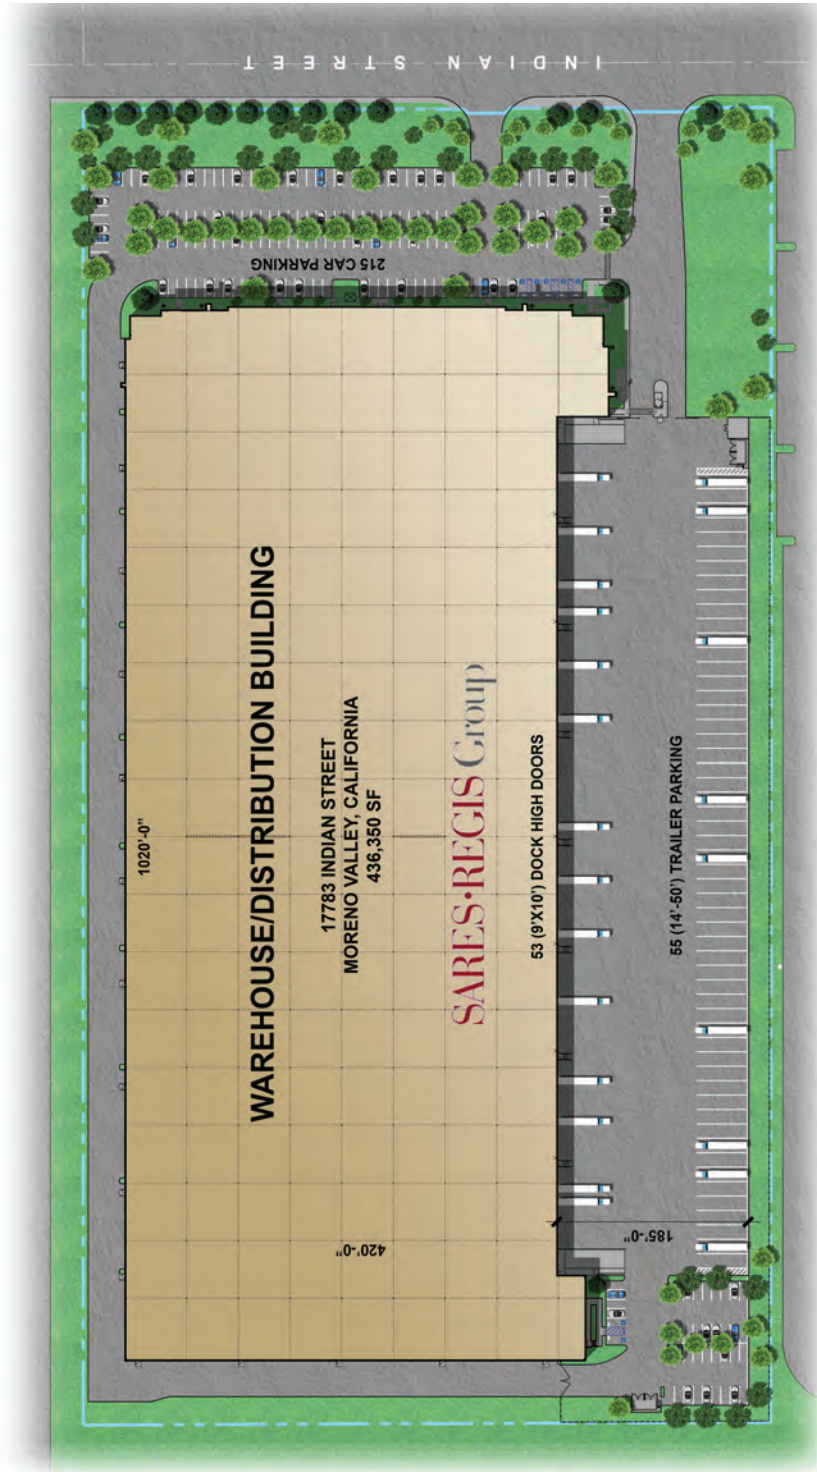 INDIAN STREET
215 CAR PARKING
1020'-0"
WAREHOUSE/DISTRIBUTION BUILDING
17783 INDIAN STREET
MORENO VALLEY, CALIFORNIA
436,350 SF
SARES•REGIS Group
53 (9'X10') DOCK HIGH DOORS
55 (14'-50') TRAILER PARKING
420'-0"
185'-0"